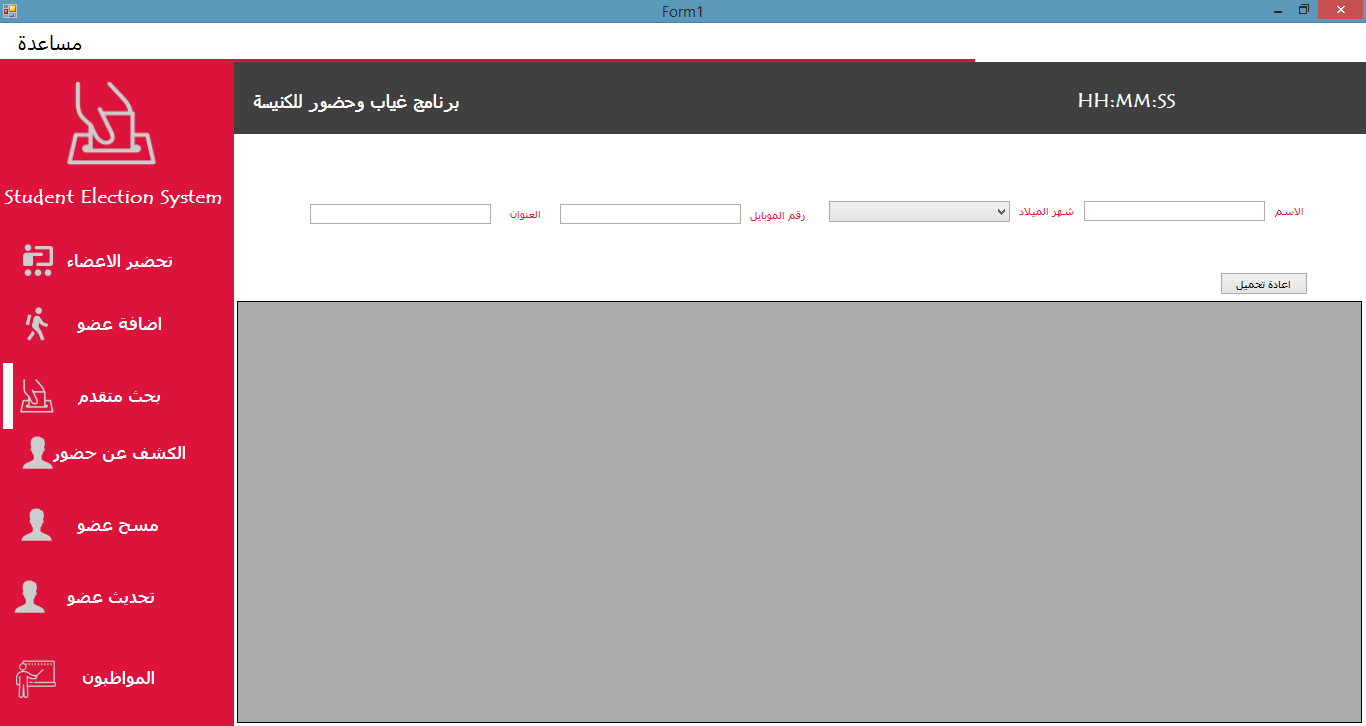 Form1
مساعدة
برنامج غياب وحضور للكنيسة
HH:MM:SS
Student Election System
الاسم
شهر الميلاد
رقم الموبايل
العنوان
اعادة تحميل
تحضير الاعضاء
اضافة عضو
بحث متقدم
الكشف عن حضور
مسح عضو
تحديث عضو
المواظبون